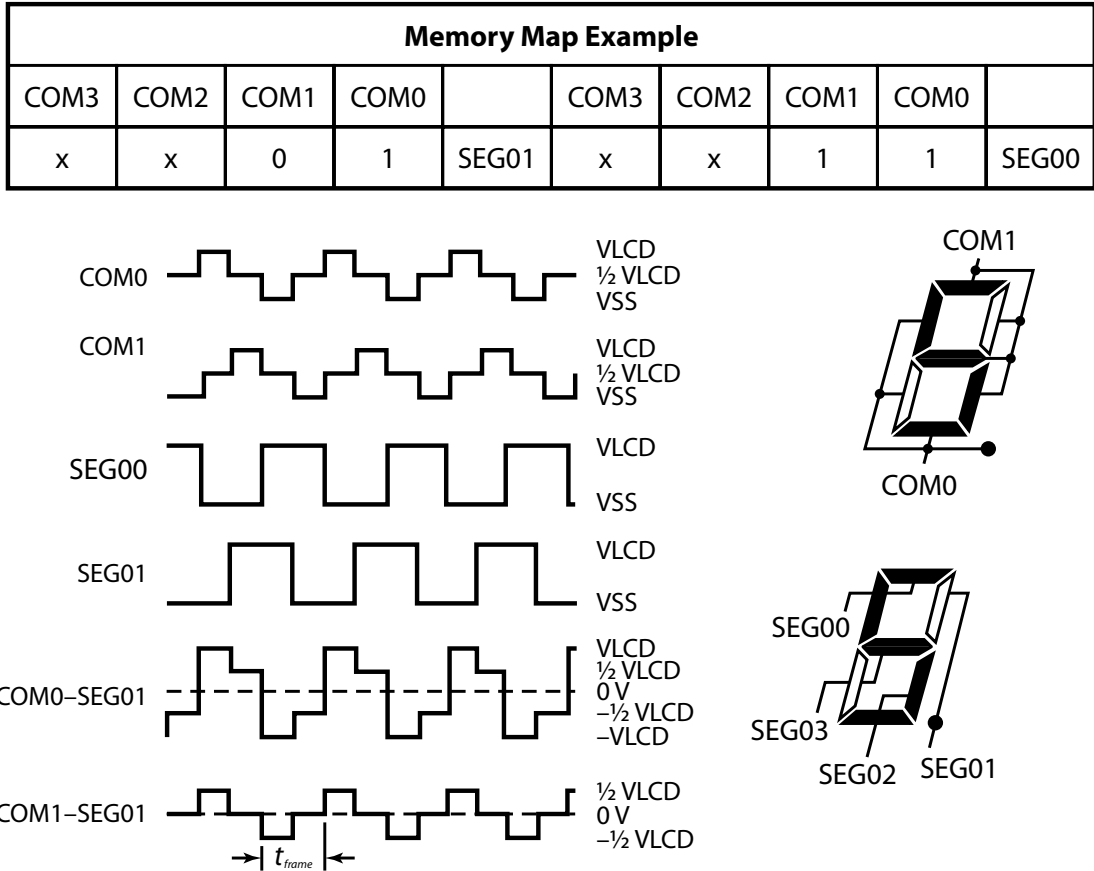 Memory Map Example
COM3 COM2 COM1 COM0 COM3 COM2 COM1 COM0
x x 0 1 SEG01 x x 1 1 SEG00
COM0
VLCD
½ VLCD
VSS
COM1
VLCD
½ VLCD
VSS
SEG00
VLCD
VSS
SEG01
VLCD
VSS
COM0–SEG01
VLCD
½ VLCD
0 V
–½ VLCD
–VLCD
COM1–SEG01
½ VLCD
0 V
–½ VLCD
tframe
COM1
COM0
SEG00
SEG03
SEG02 SEG01